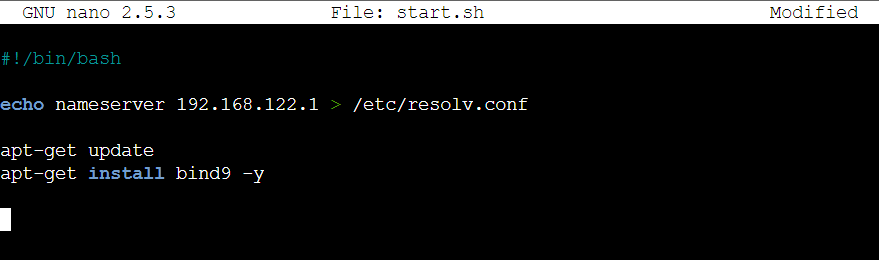 GNU nano 2.5.3 File: start.sh Modified
#!/bin/bash
echo nameserver 192.168.122.1 > /etc/resolv.conf
apt-get update
apt-get install bind9 -y